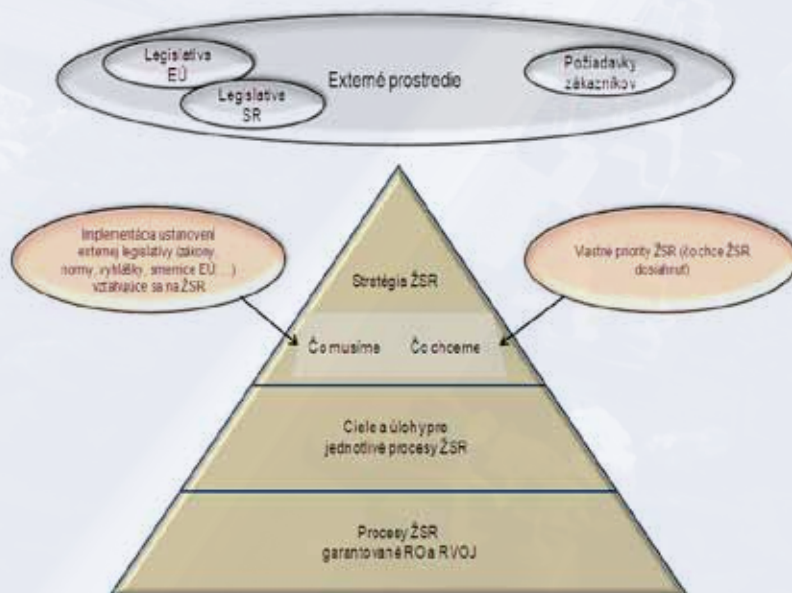 Legislatíva
EÚ
Legislatíva
SR
Externé prostredie
Požiadavky
zákazníkov
Implementácia ustanovení
externej legislatívy (zákony,
normy, vyhlášky, smernice EÚ, ...)
vzťahujúce sa na ŽSR
Vlastné priority ŽSR (čo chce ŽSR
dosiahnuť)
Stratégia ŽSR
Čo musíme
Čo chceme
Ciele a úlohy pre
jednotlivé procesy ŽSR
Procesy ŽSR
garantované RO a RVOJ